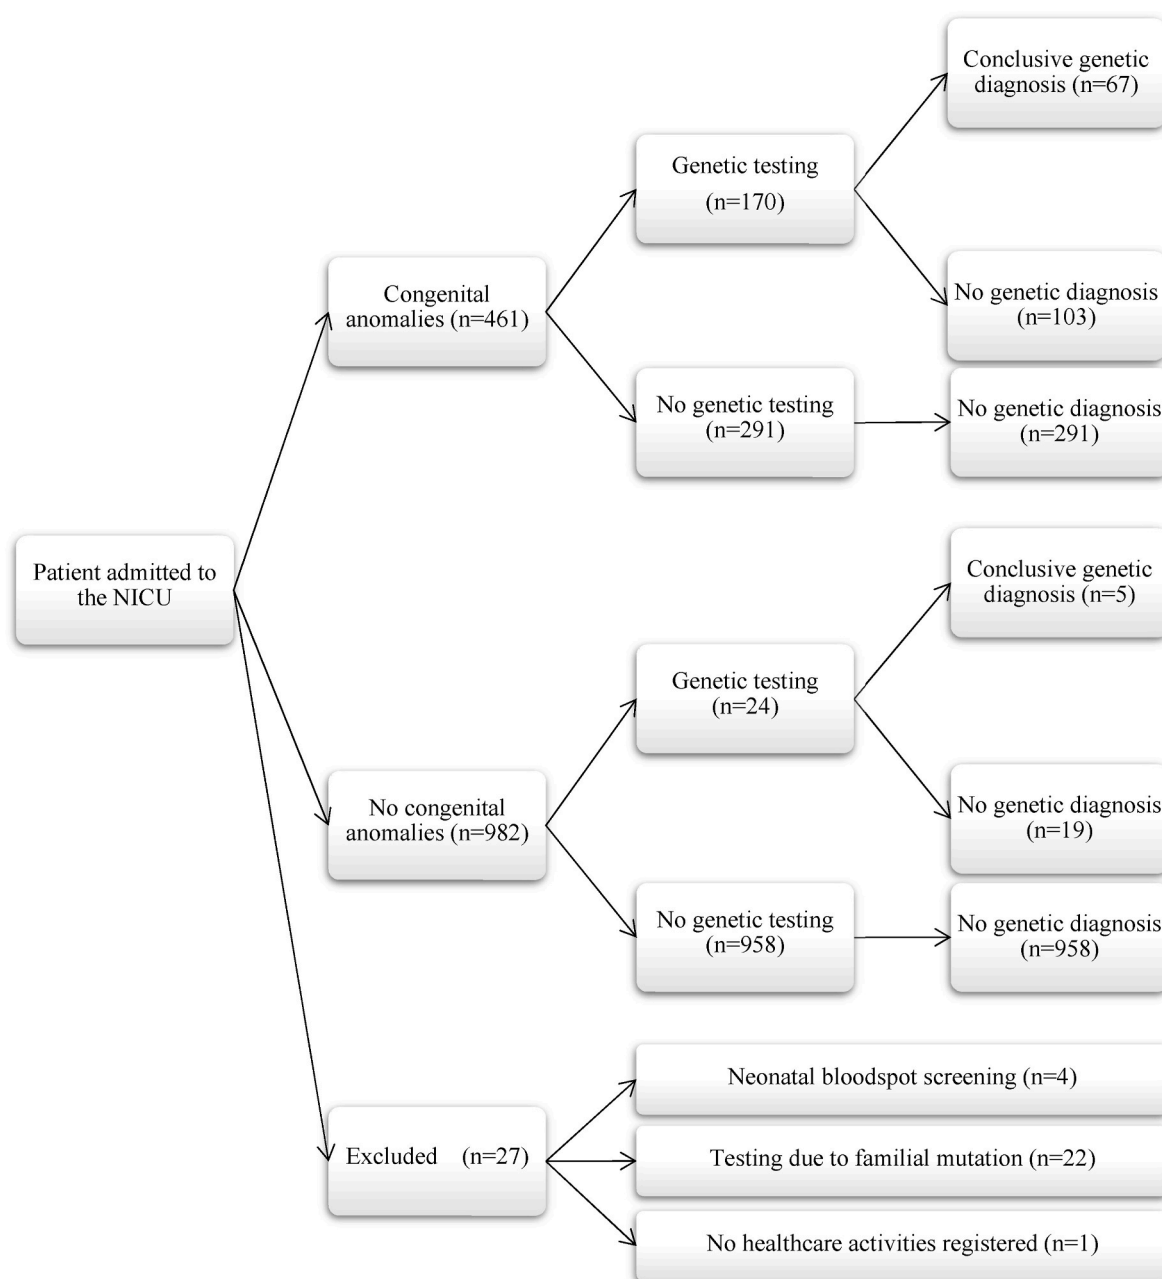 Conclusive genetic
diagnosis (n=67)
Genetic testing
(n=170)
No genetic diagnosis
(n=103)
Congenital
anomalies (n=461)
No genetic testing
(n=291)
No genetic diagnosis
(n=291)
Patient admitted to
the NICU
Conclusive genetic
diagnosis (n=5)
Genetic testing
(n=24)
No genetic diagnosis
(n=19)
No congenital
anomalies (n=982)
No genetic testing
(n=958)
No genetic diagnosis
(n=958)
Excluded (n=27)
Neonatal bloodspot screening (n=4)
Testing due to familial mutation (n=22)
No healthcare activities registered (n=1)